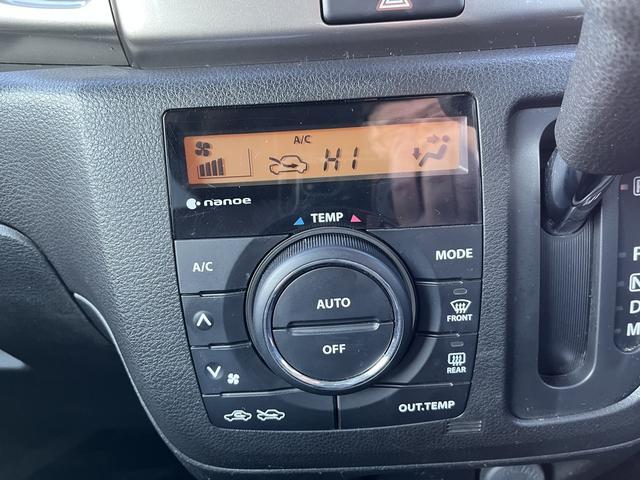 A/C
HI
nanoe
TEMP
A/C
MODE
AUTO
OFF
FRONT
REAR
OUT.TEMP
N
D
M